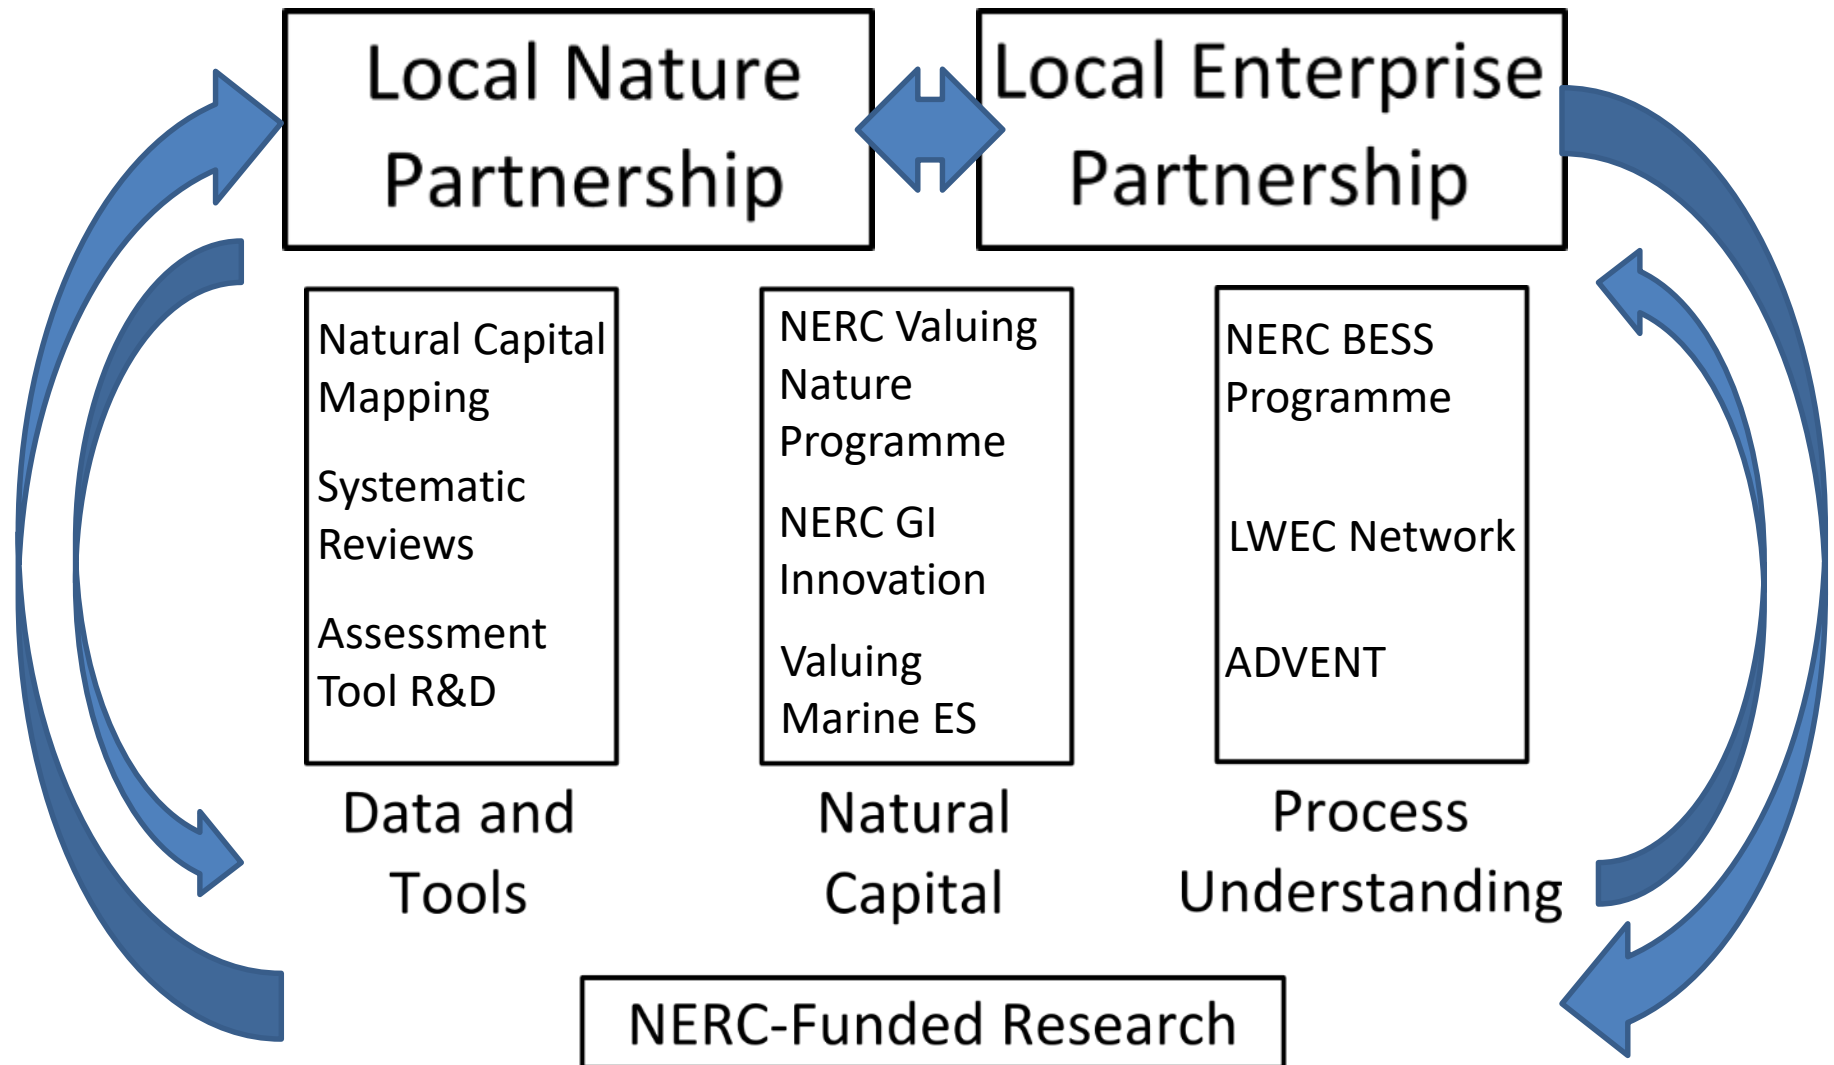 Local Nature
Partnership
Local Enterprise
Partnership
Natural Capital
Mapping
Systematic
Reviews
Assessment
Tool R&D
NERC Valuing
Nature
Programme
NERC GI
Innovation
Valuing
Marine ES
NERC BESS
Programme
LWEC Network
ADVENT
Data and
Tools
Natural
Capital
Process
Understanding
NERC-Funded Research